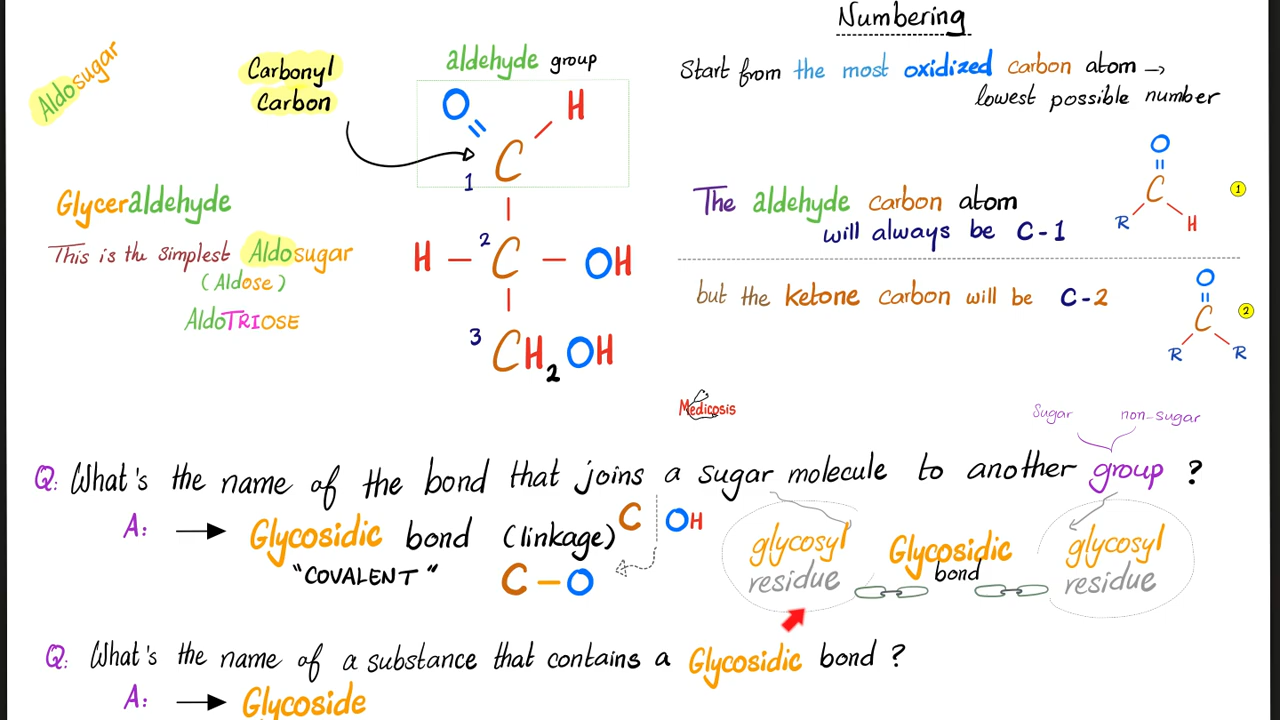 Numbering
Start from the most oxidized carbon atom →
lowest possible number
Aldosugar
Carbonyl
Carbon
aldehyde group
O H
C
1
H — 2 C — OH
3 CH2OH
Glyceraldehyde
This is the simplest Aldosugar
(Aldose)
AldoTRIOSE
The aldehyde carbon atom
will always be C-1
O
C
R H
1
but the ketone carbon will be C-2
O
C
R R
2
Medicosis
Sugar non-sugar
Q: What's the name of the bond that joins a sugar molecule to another group ?
A: → Glycosidic bond (linkage)
"COVALENT"
C OH
C – O
glycosyl
residue
Glycosidic
bond
glycosyl
residue
Q: What's the name of a substance that contains a Glycosidic bond ?
A: → Glycoside